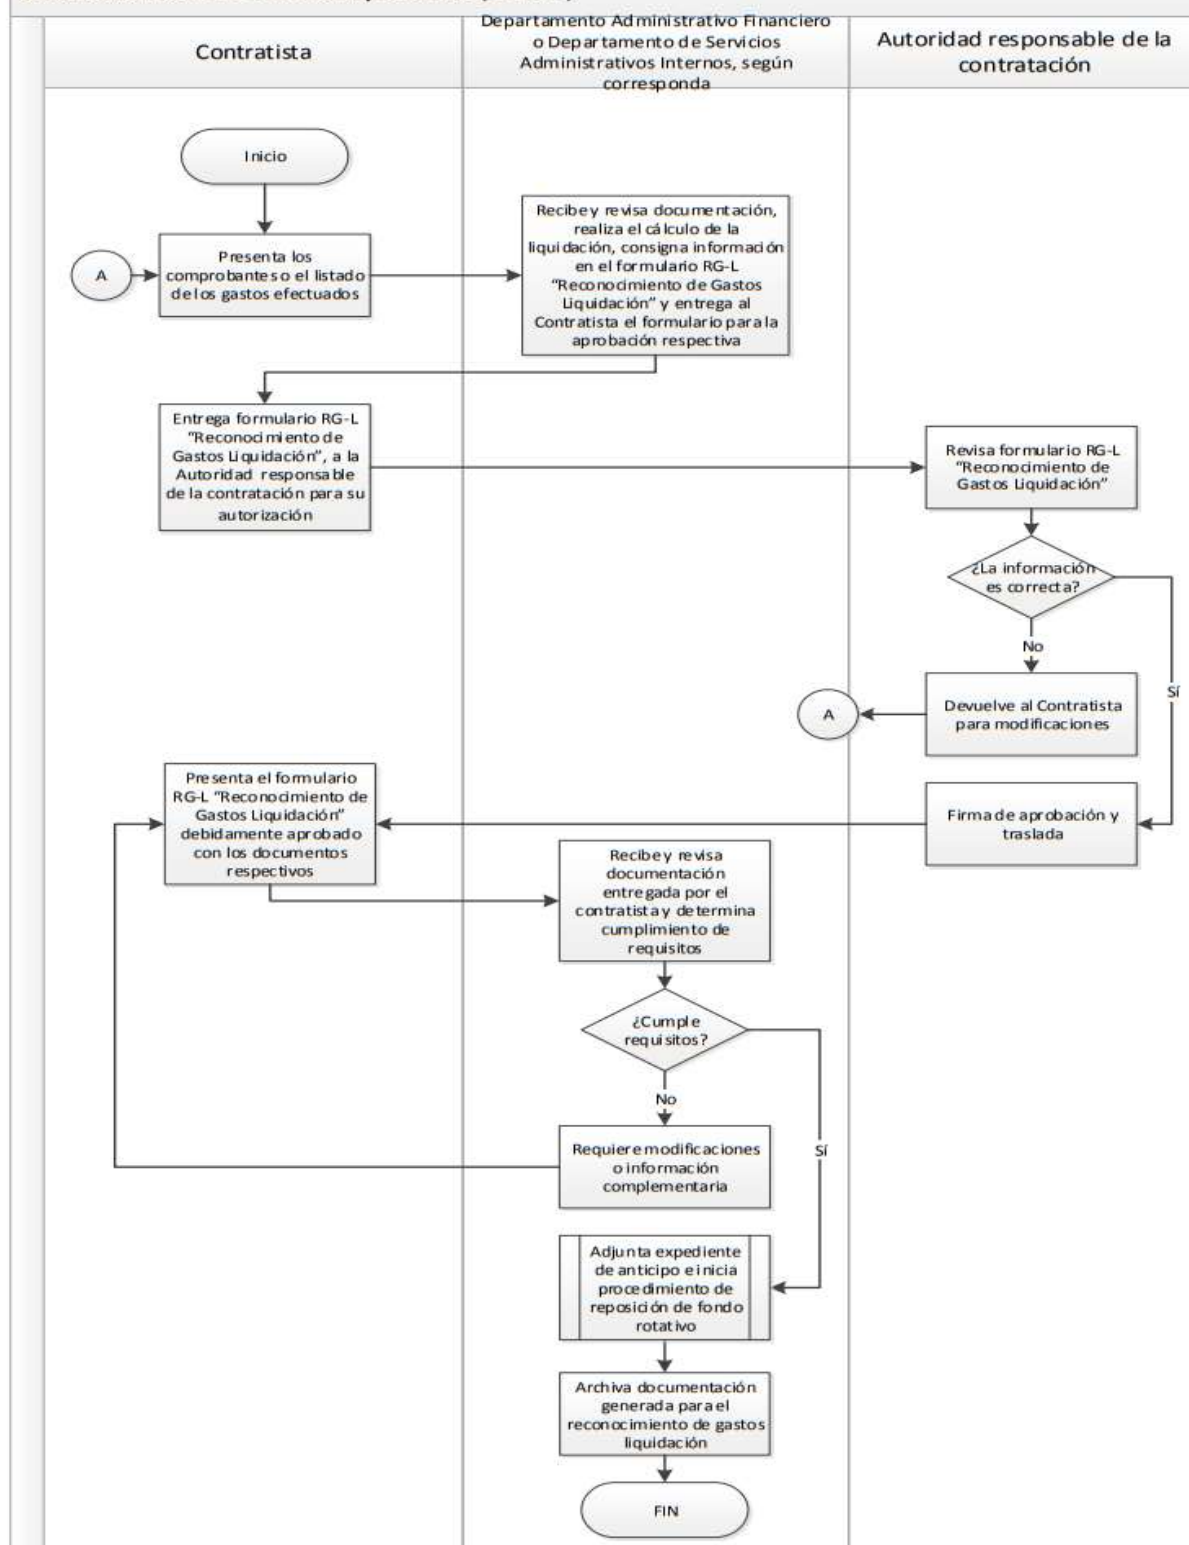 Contratista
Departamento Administrativo Financiero
o Departamento de Servicios
Administrativos Internos, según
corresponda
Autoridad responsable de la
contratación
Inicio
A
Presenta los
comprobantes o el listado
de los gastos efectuados
Recibe y revisa documentación,
realiza el cálculo de la
liquidación, consigna información
en el formulario RG-L
“Reconocimiento de Gastos
Liquidación” y entrega al
Contratista el formulario para la
aprobación respectiva
Entrega formulario RG-L
“Reconocimiento de
Gastos Liquidación”, a la
Autoridad responsable
de la contratación para su
autorización
Revisa formulario RG-L
“Reconocimiento de
Gastos Liquidación”
¿La información
es correcta?
No
Sí
Devuelve al Contratista
para modificaciones
A
Firma de aprobación y
traslada
Presenta el formulario
RG-L “Reconocimiento de
Gastos Liquidación”
debidamente aprobado
con los documentos
respectivos
Recibe y revisa
documentación
entregada por el
contratista y determina
cumplimiento de
requisitos
¿Cumple
requisitos?
No
Sí
Requiere modificaciones
o información
complementaria
Adjunta expediente
de anticipo e inicia
procedimiento de
reposición de fondo
rotativo
Archiva documentación
generada para el
reconocimiento de gastos
liquidación
FIN